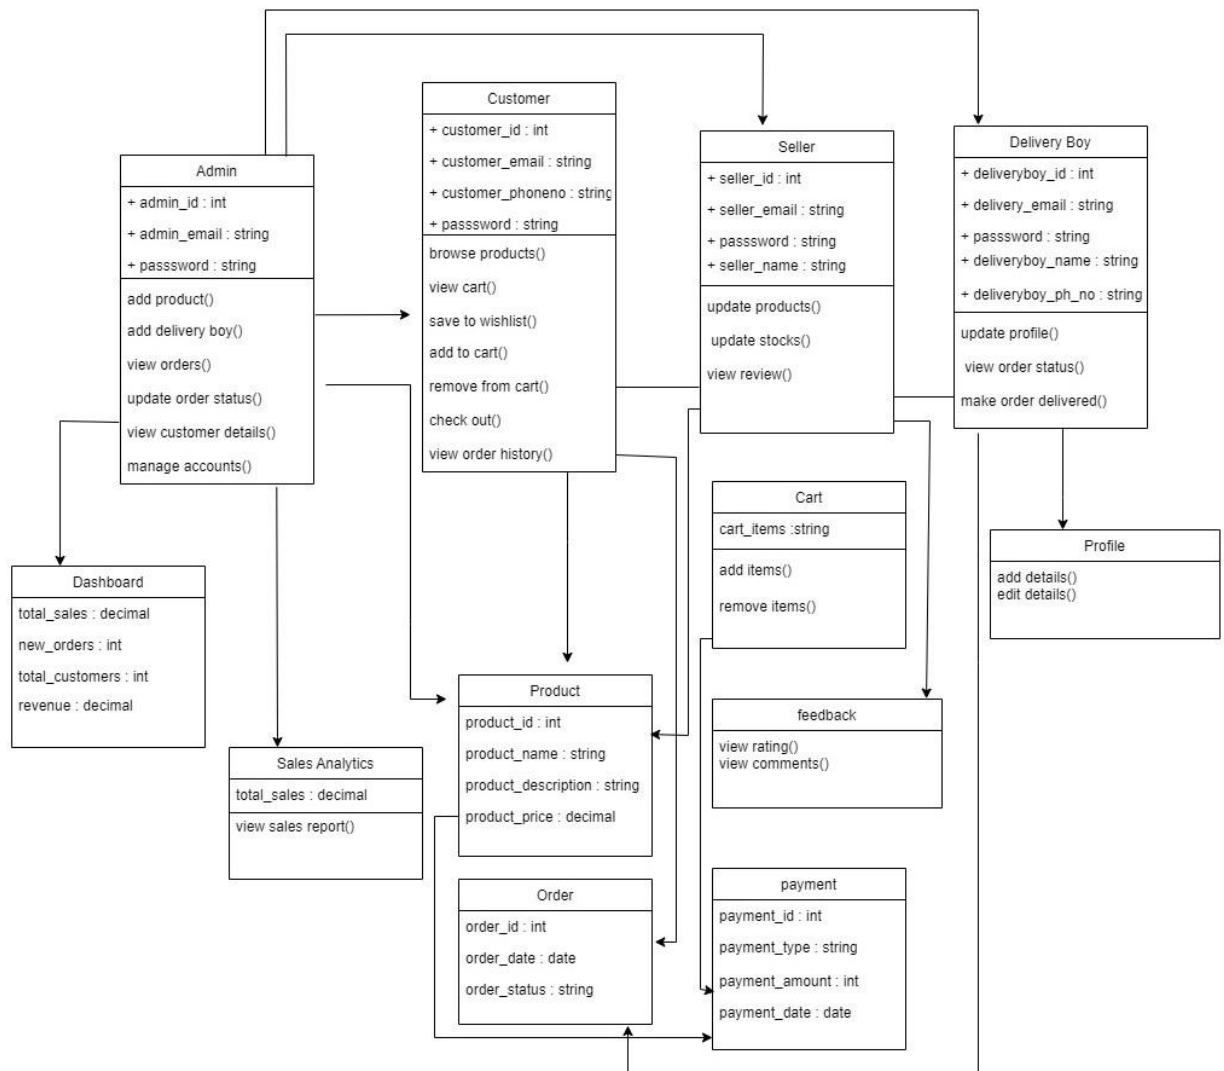 Customer
+ customer_id : int
+ customer_email : string
+ customer_phoneno : string
+ passsword : string
browse products()
view cart()
save to wishlist()
add to cart()
remove from cart()
check out()
view order history()
Seller
+ seller_id : int
+ seller_email : string
+ passsword : string
+ seller_name : string
update products()
update stocks()
view review()
Delivery Boy
+ deliveryboy_id : int
+ delivery_email : string
+ passsword : string
+ deliveryboy_name : string
+ deliveryboy_ph_no : string
update profile()
view order status()
make order delivered()
Admin
+ admin_id : int
+ admin_email : string
+ passsword : string
add product()
add delivery boy()
view orders()
update order status()
view customer details()
manage accounts()
Cart
cart_items :string
add items()
remove items()
Profile
add details()
edit details()
Dashboard
total_sales : decimal
new_orders : int
total_customers : int
revenue : decimal
Product
product_id : int
product_name : string
product_description : string
product_price : decimal
feedback
view rating()
view comments()
Sales Analytics
total_sales : decimal
view sales report()
Order
order_id : int
order_date : date
order_status : string
payment
payment_id : int
payment_type : string
payment_amount : int
payment_date : date